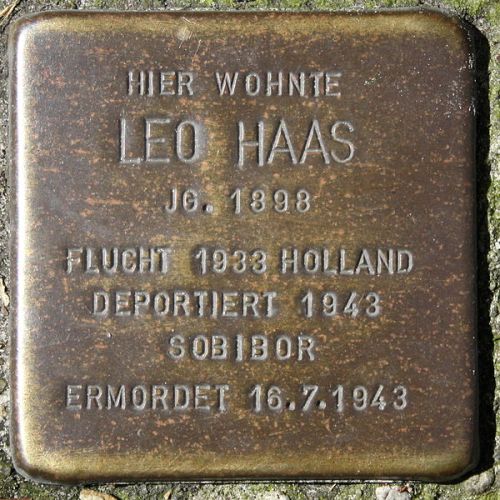 HIER WOHNTE
LEO HAAS
JG. 1898
FLUCHT 1933 HOLLAND
DEPORTIERT 1943
SOBIBOR
ERMORDET 16.7.1943